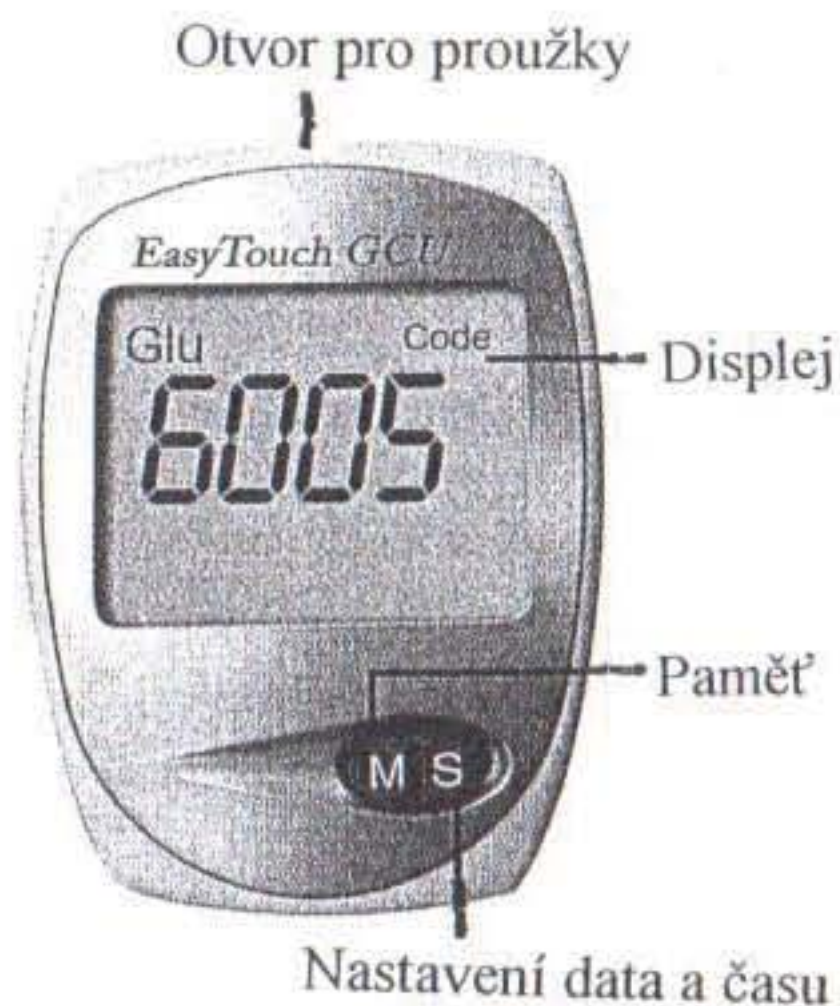 Otvor pro proužky
EasyTouch GCU
Glu Code
6005
Displej
Paměť
M S
Nastavení data a času